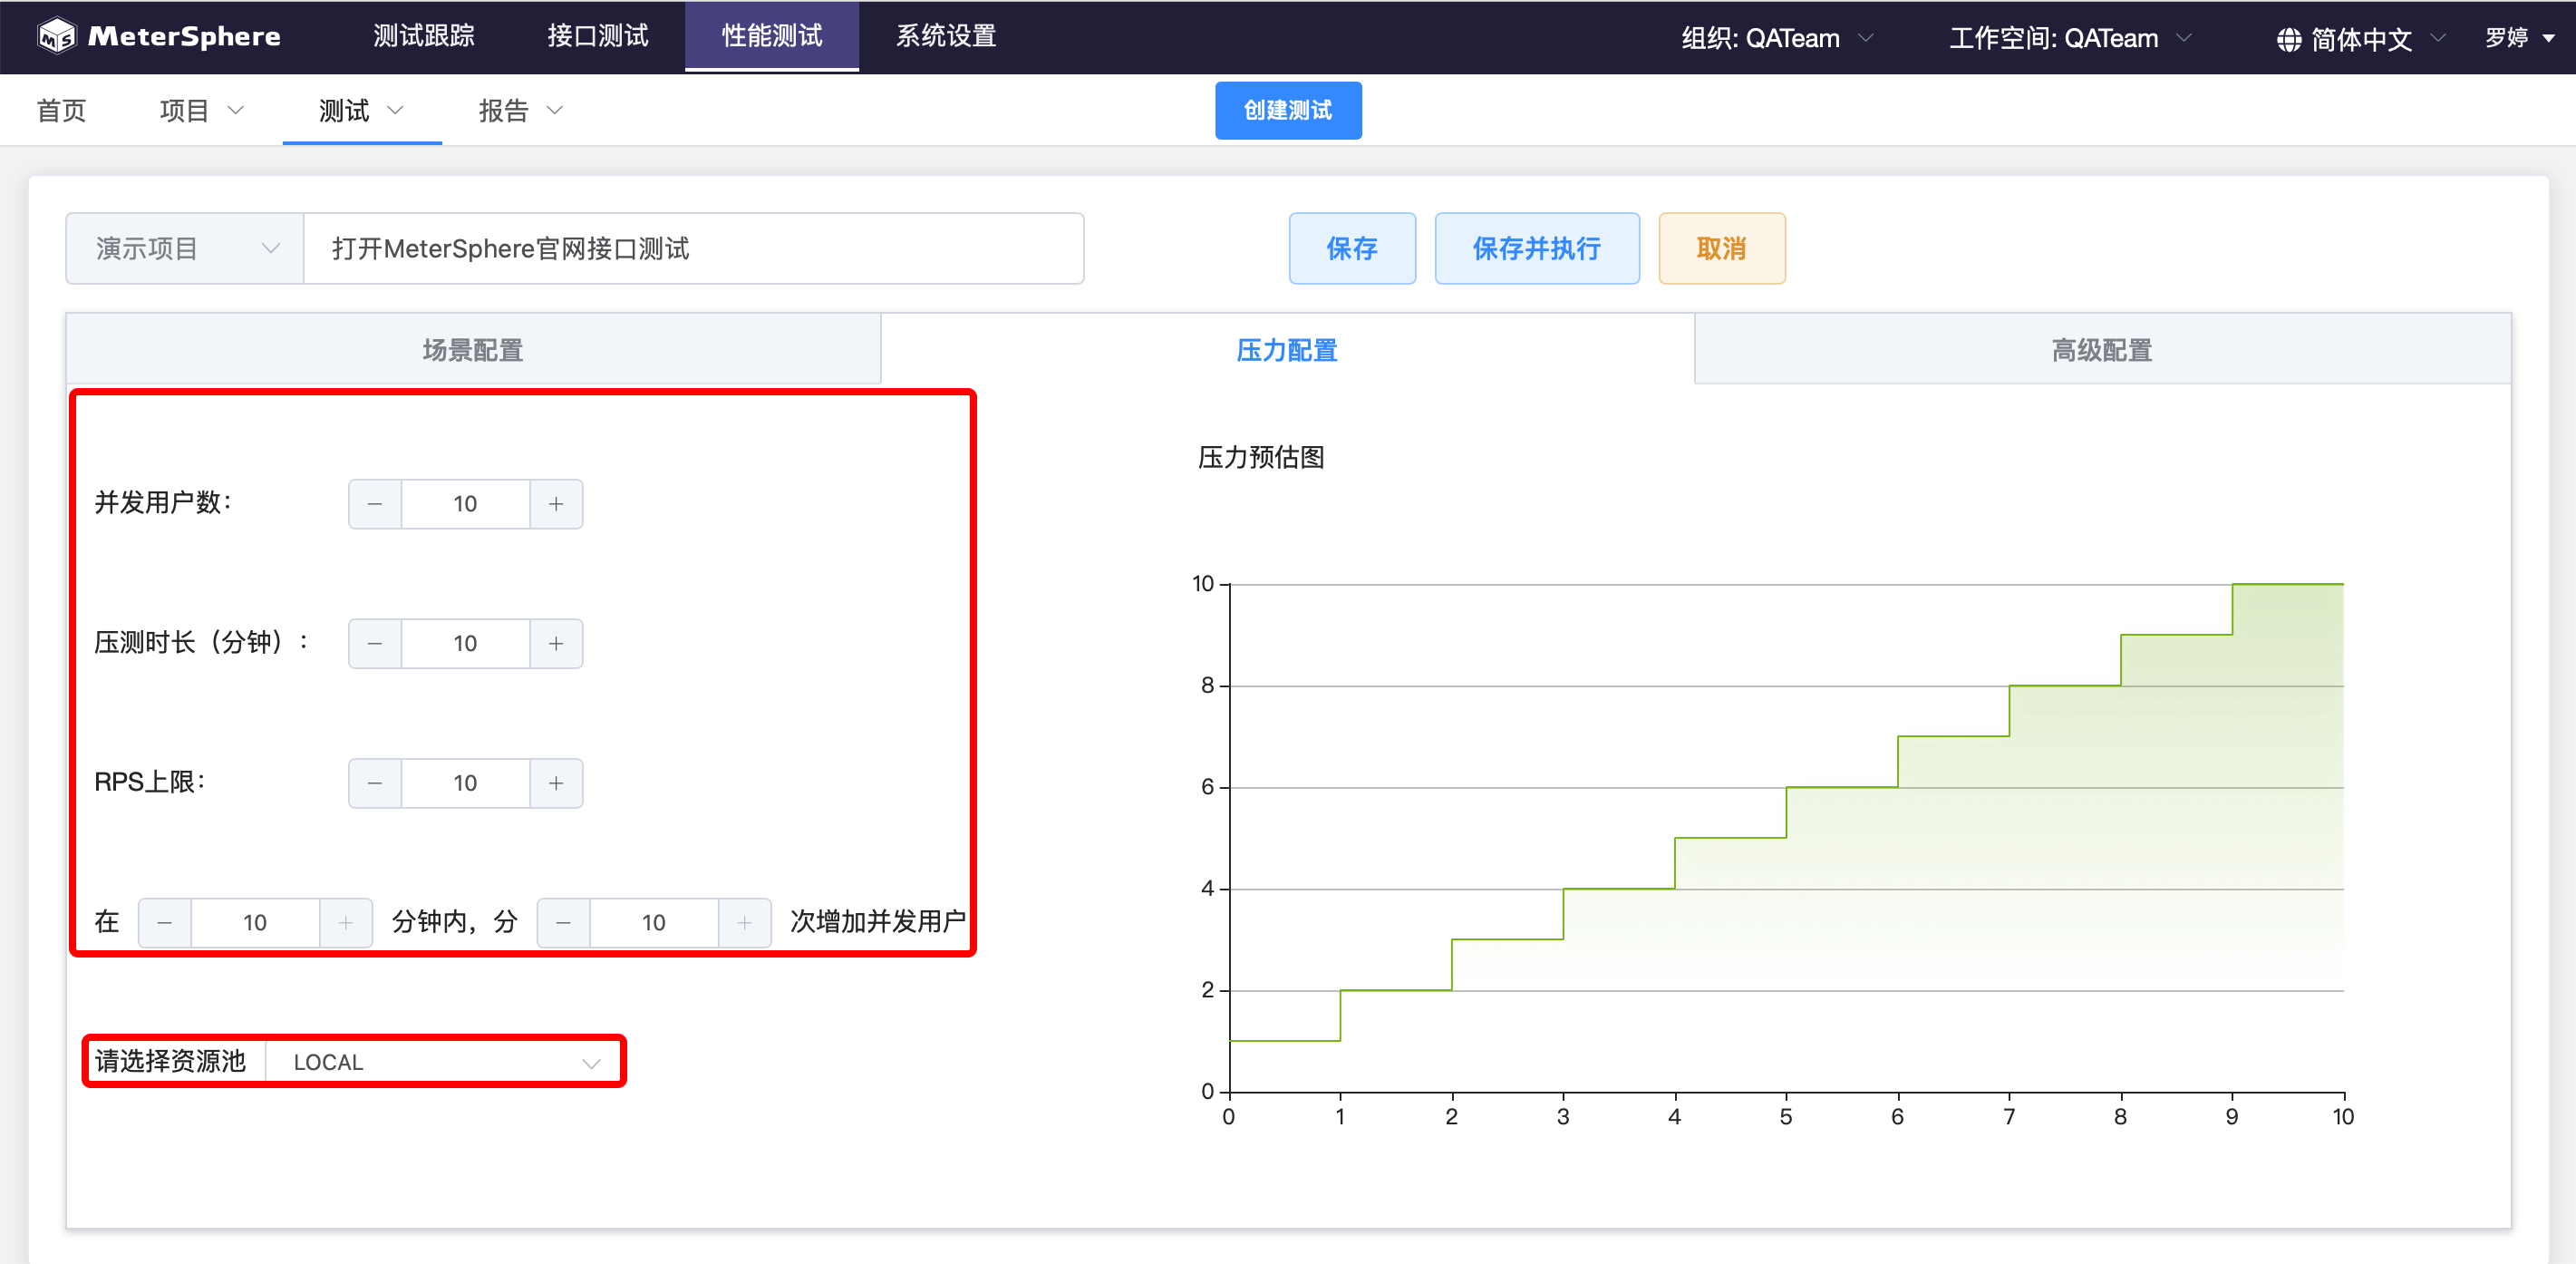 MeterSphere 测试跟踪 接口测试 性能测试 系统设置 组织: QATeam 工作空间: QATeam 简体中文 罗婷
首页 项目 测试 报告 创建测试
演示项目 打开MeterSphere官网接口测试 保存 保存并执行 取消
场景配置 压力配置 高级配置
压力预估图
并发用户数: 10
压测时长（分钟）: 10
RPS上限: 10
在 10 分钟内，分 10 次增加并发用户
请选择资源池 LOCAL
10
8
6
4
2
0
0 1 2 3 4 5 6 7 8 9 10